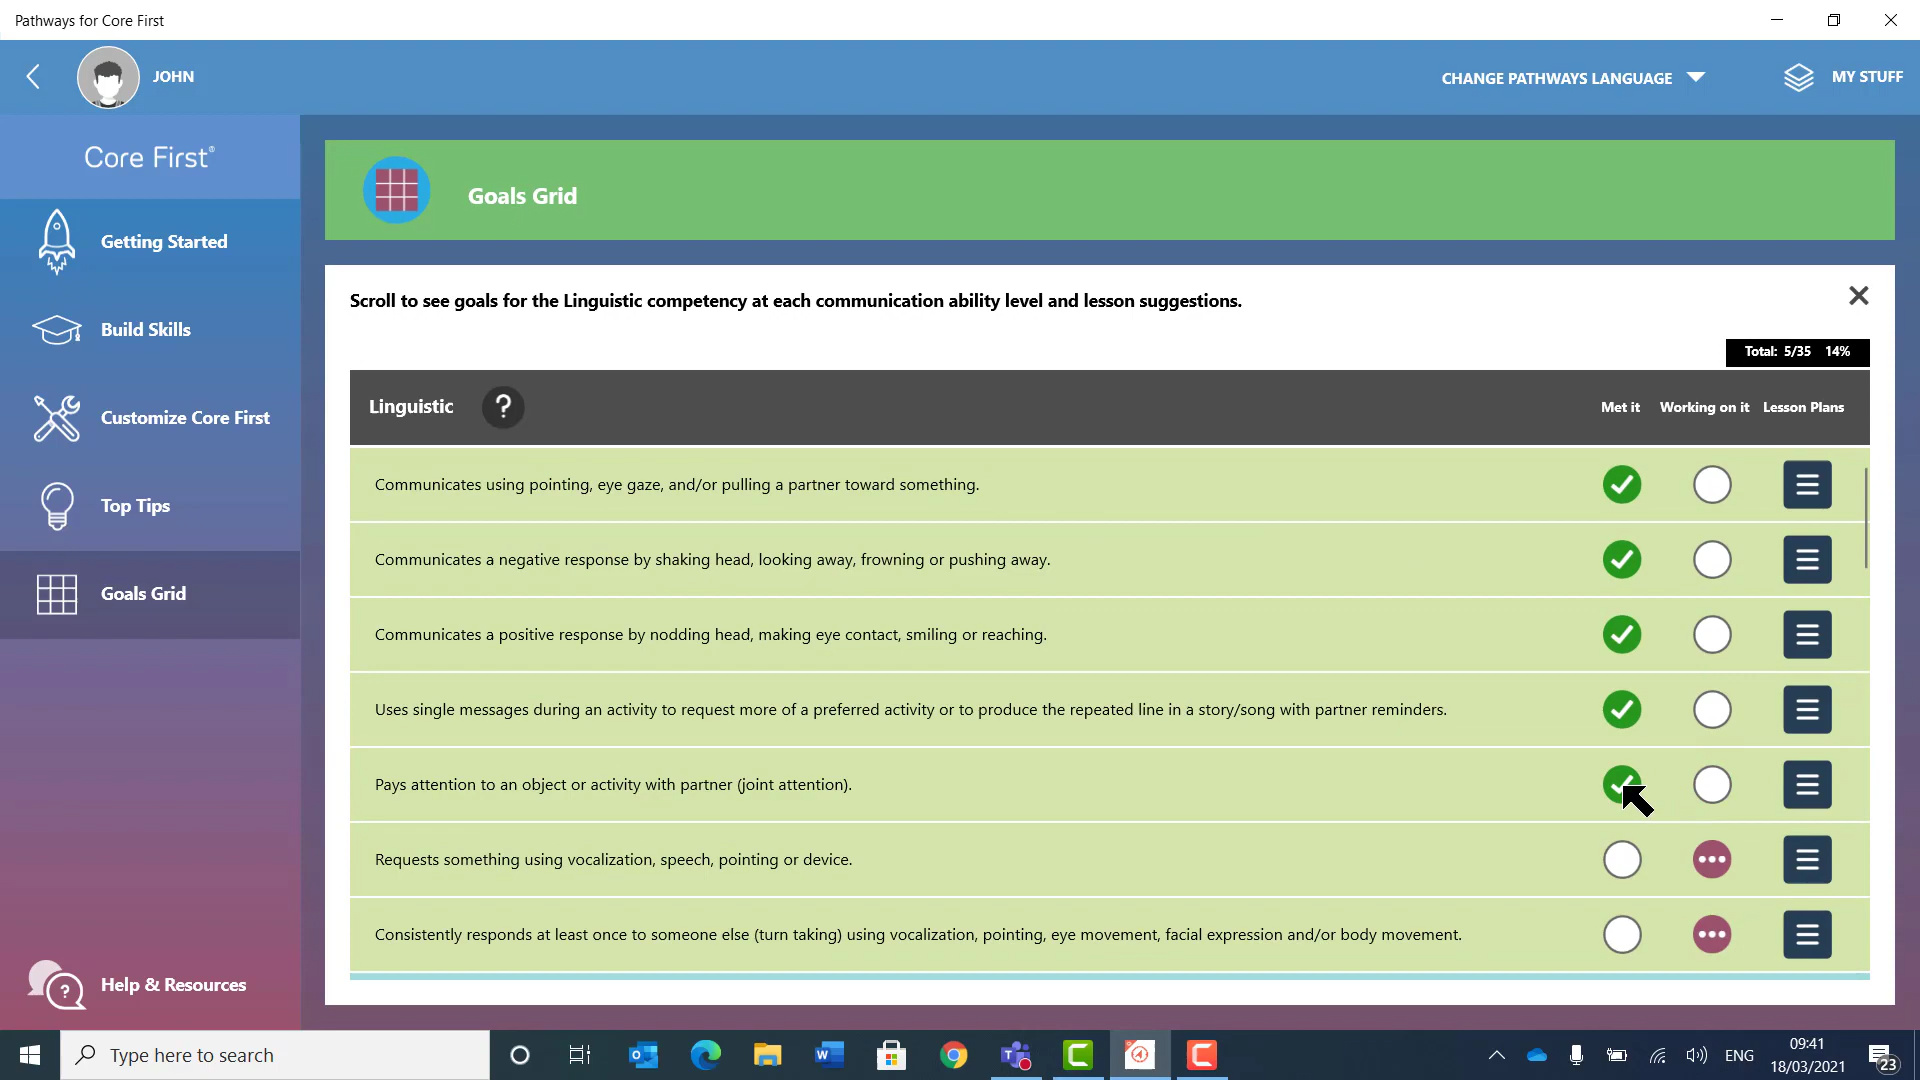 Pathways for Core First
JOHN
CHANGE PATHWAYS LANGUAGE
MY STUFF
Core First®
Getting Started
Build Skills
Customize Core First
Top Tips
Goals Grid
Help & Resources
Goals Grid
Scroll to see goals for the Linguistic competency at each communication ability level and lesson suggestions.
Total: 5/35 14%
Linguistic ? Met it Working on it Lesson Plans
Communicates using pointing, eye gaze, and/or pulling a partner toward something.
Communicates a negative response by shaking head, looking away, frowning or pushing away.
Communicates a positive response by nodding head, making eye contact, smiling or reaching.
Uses single messages during an activity to request more of a preferred activity or to produce the repeated line in a story/song with partner reminders.
Pays attention to an object or activity with partner (joint attention).
Requests something using vocalization, speech, pointing or device.
Consistently responds at least once to someone else (turn taking) using vocalization, pointing, eye movement, facial expression and/or body movement.
Type here to search
ENG
09:41
18/03/2021
23